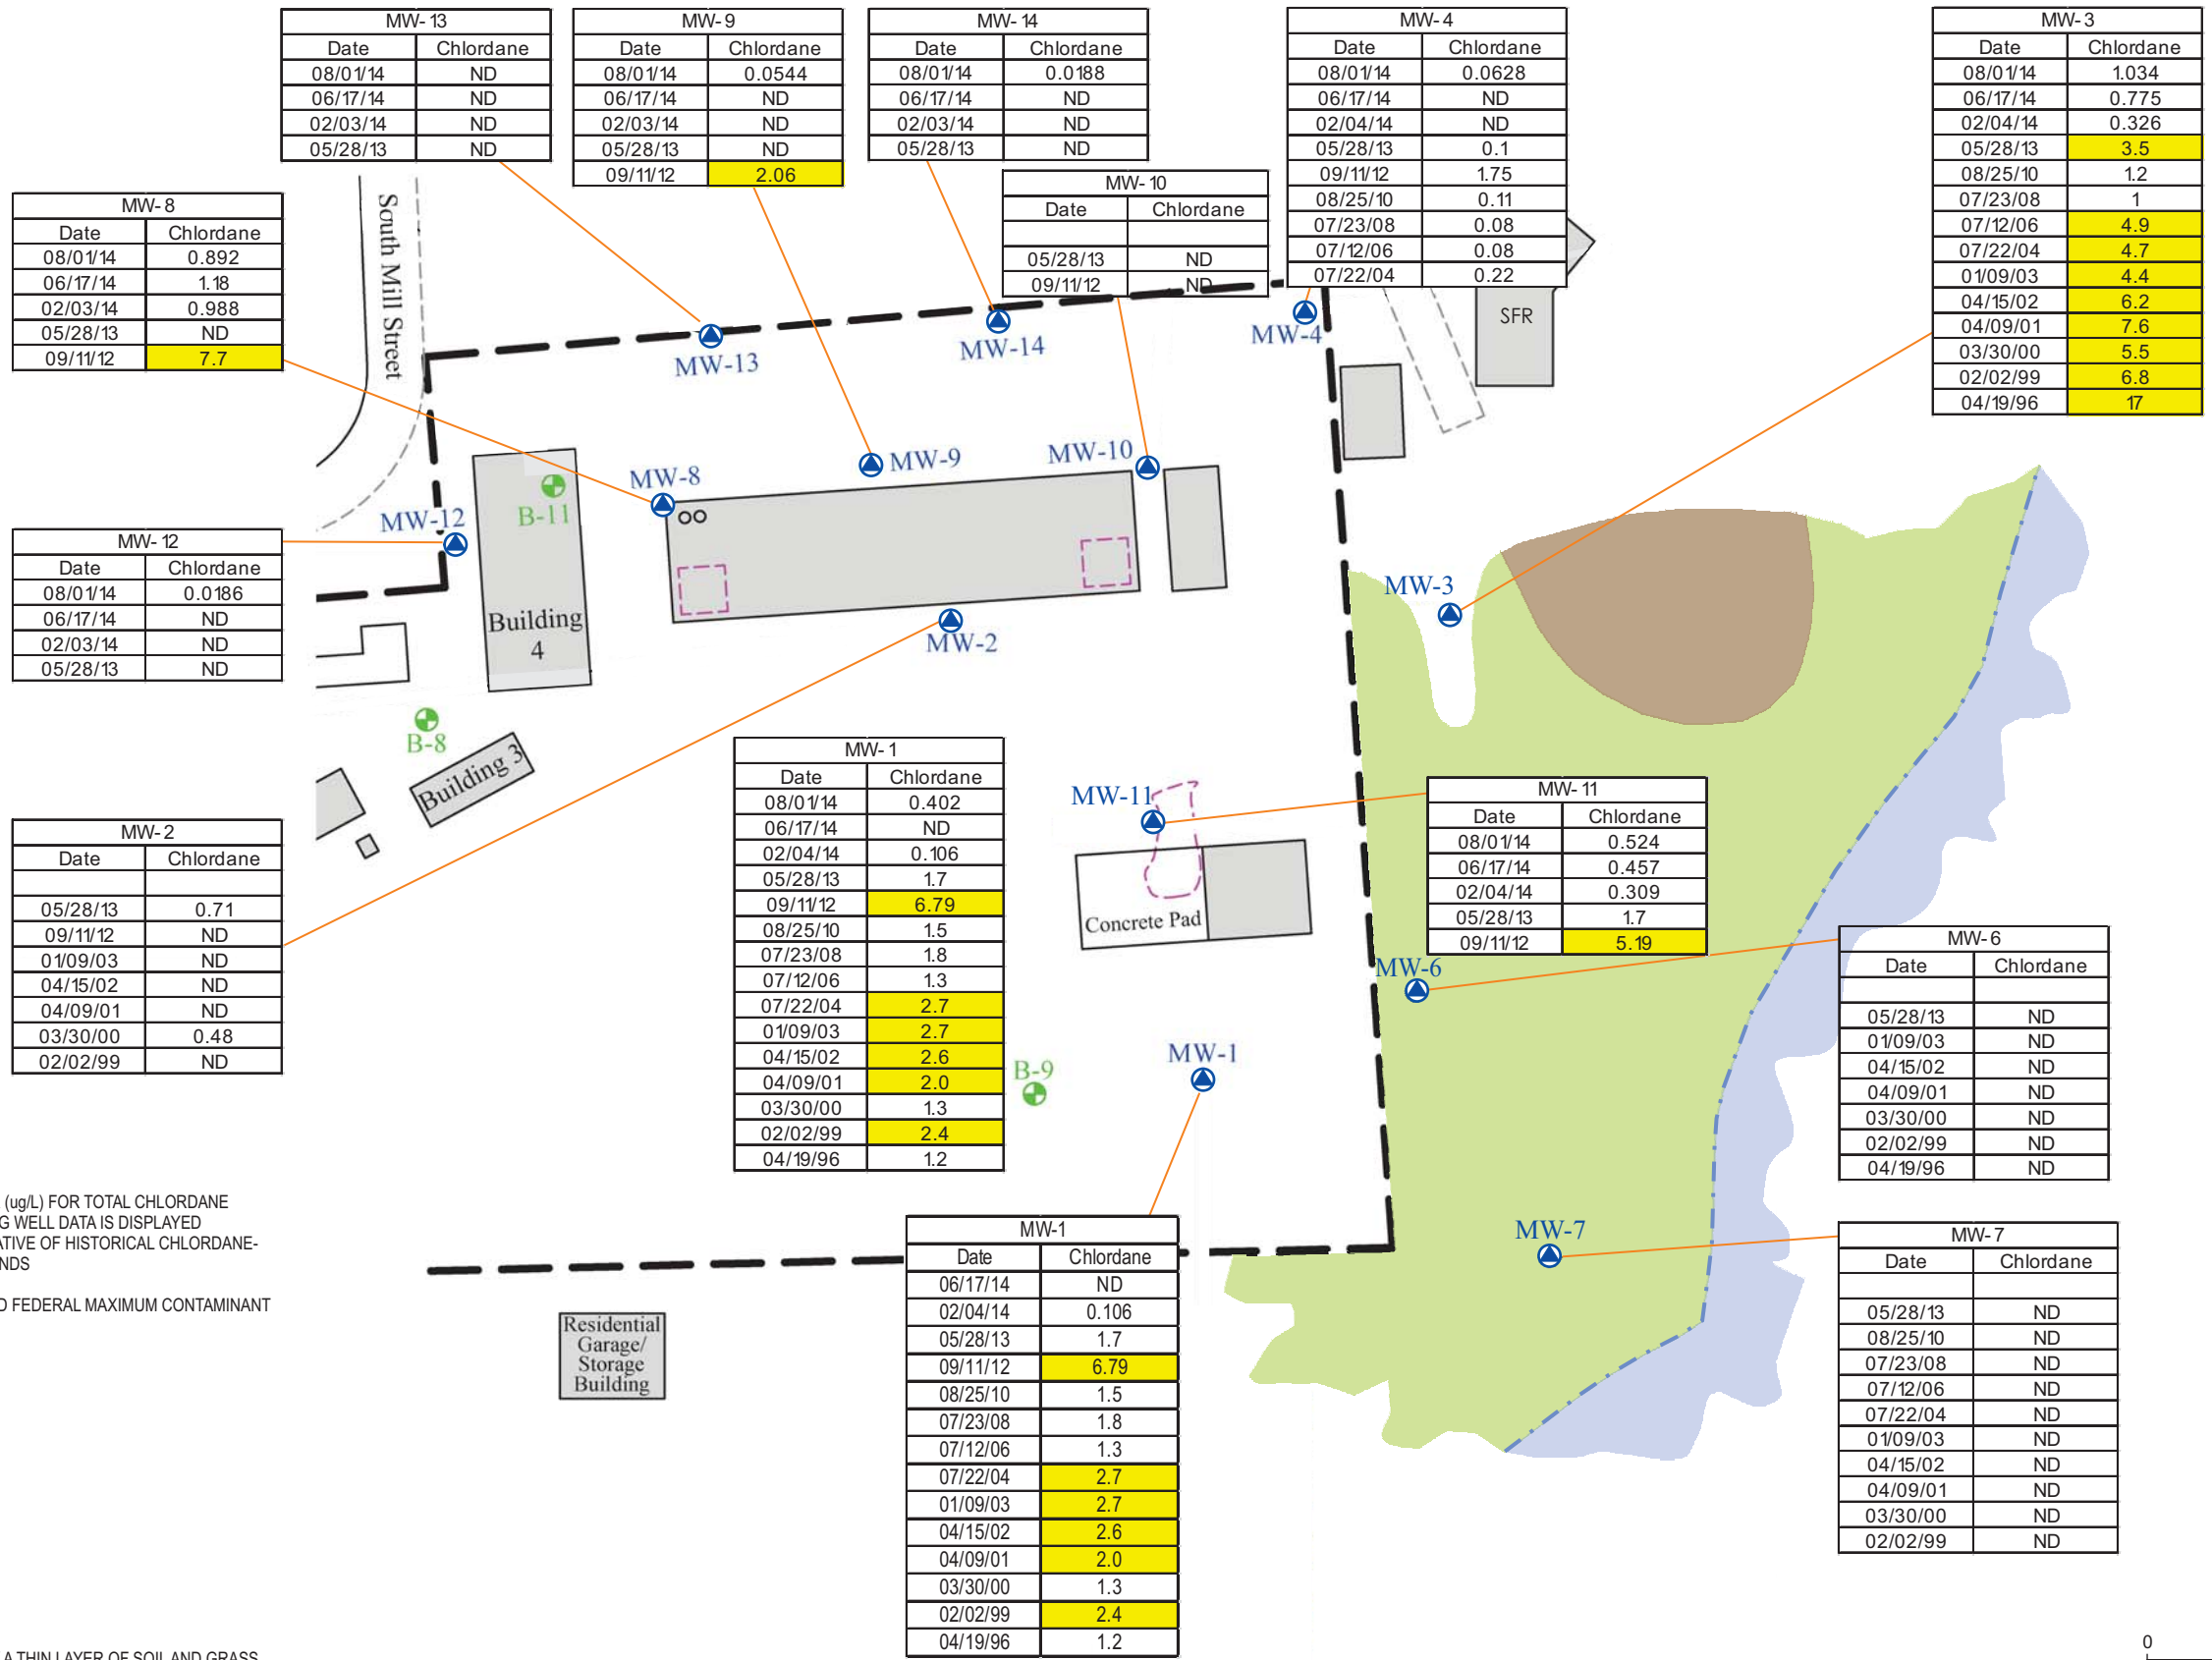 MW-13
Date Chlordane
08/01/14 ND
06/17/14 ND
02/03/14 ND
05/28/13 ND
MW-9
Date Chlordane
08/01/14 0.0544
06/17/14 ND
02/03/14 ND
05/28/13 ND
09/11/12 2.06
MW-14
Date Chlordane
08/01/14 0.0188
06/17/14 ND
02/03/14 ND
05/28/13 ND
MW-4
Date Chlordane
08/01/14 0.0628
06/17/14 ND
02/04/14 ND
05/28/13 0.1
09/11/12 1.75
08/25/10 0.11
07/23/08 0.08
07/12/06 0.08
07/22/04 0.22
MW-3
Date Chlordane
08/01/14 1.034
06/17/14 0.775
02/04/14 0.326
05/28/13 3.5
08/25/10 1.2
07/23/08 1
07/12/06 4.9
07/22/04 4.7
01/09/03 4.4
04/15/02 6.2
04/09/01 7.6
03/30/00 5.5
02/02/99 6.8
04/19/96 17
MW-10
Date Chlordane
05/28/13 ND
09/11/12 ND
MW-8
Date Chlordane
08/01/14 0.892
06/17/14 1.18
02/03/14 0.988
05/28/13 ND
09/11/12 7.7
South Mill Street
SFR
MW-13
MW-14
MW-4
MW-8
MW-9
MW-10
MW-12
B-11
MW-3
MW-2
Building
4
MW-12
Date Chlordane
08/01/14 0.0186
06/17/14 ND
02/03/14 ND
05/28/13 ND
B-8
Building 3
MW-2
Date Chlordane
05/28/13 0.71
09/11/12 ND
01/09/03 ND
04/15/02 ND
04/09/01 ND
03/30/00 0.48
02/02/99 ND
MW-1
Date Chlordane
08/01/14 0.402
06/17/14 ND
02/04/14 0.106
05/28/13 1.7
09/11/12 6.79
08/25/10 1.5
07/23/08 1.8
07/12/06 1.3
07/22/04 2.7
01/09/03 2.7
04/15/02 2.6
04/09/01 2.0
03/30/00 1.3
02/02/99 2.4
04/19/96 1.2
MW-11
Concrete Pad
MW-11
Date Chlordane
08/01/14 0.524
06/17/14 0.457
02/04/14 0.309
05/28/13 1.7
09/11/12 5.19
MW-6
MW-6
Date Chlordane
05/28/13 ND
01/09/03 ND
04/15/02 ND
04/09/01 ND
03/30/00 ND
02/02/99 ND
04/19/96 ND
B-9
MW-1
(ug/L) FOR TOTAL CHLORDANE
G WELL DATA IS DISPLAYED
ATIVE OF HISTORICAL CHLORDANE-
NDS
D FEDERAL MAXIMUM CONTAMINANT
MW-1
Date Chlordane
06/17/14 ND
02/04/14 0.106
05/28/13 1.7
09/11/12 6.79
08/25/10 1.5
07/23/08 1.8
07/12/06 1.3
07/22/04 2.7
01/09/03 2.7
04/15/02 2.6
04/09/01 2.0
03/30/00 1.3
02/02/99 2.4
04/19/96 1.2
MW-7
MW-7
Date Chlordane
05/28/13 ND
08/25/10 ND
07/23/08 ND
07/12/06 ND
07/22/04 ND
01/09/03 ND
04/15/02 ND
04/09/01 ND
03/30/00 ND
02/02/99 ND
Residential
Garage/
Storage
Building
A THIN LAYER OF SOIL AND GRASS
0